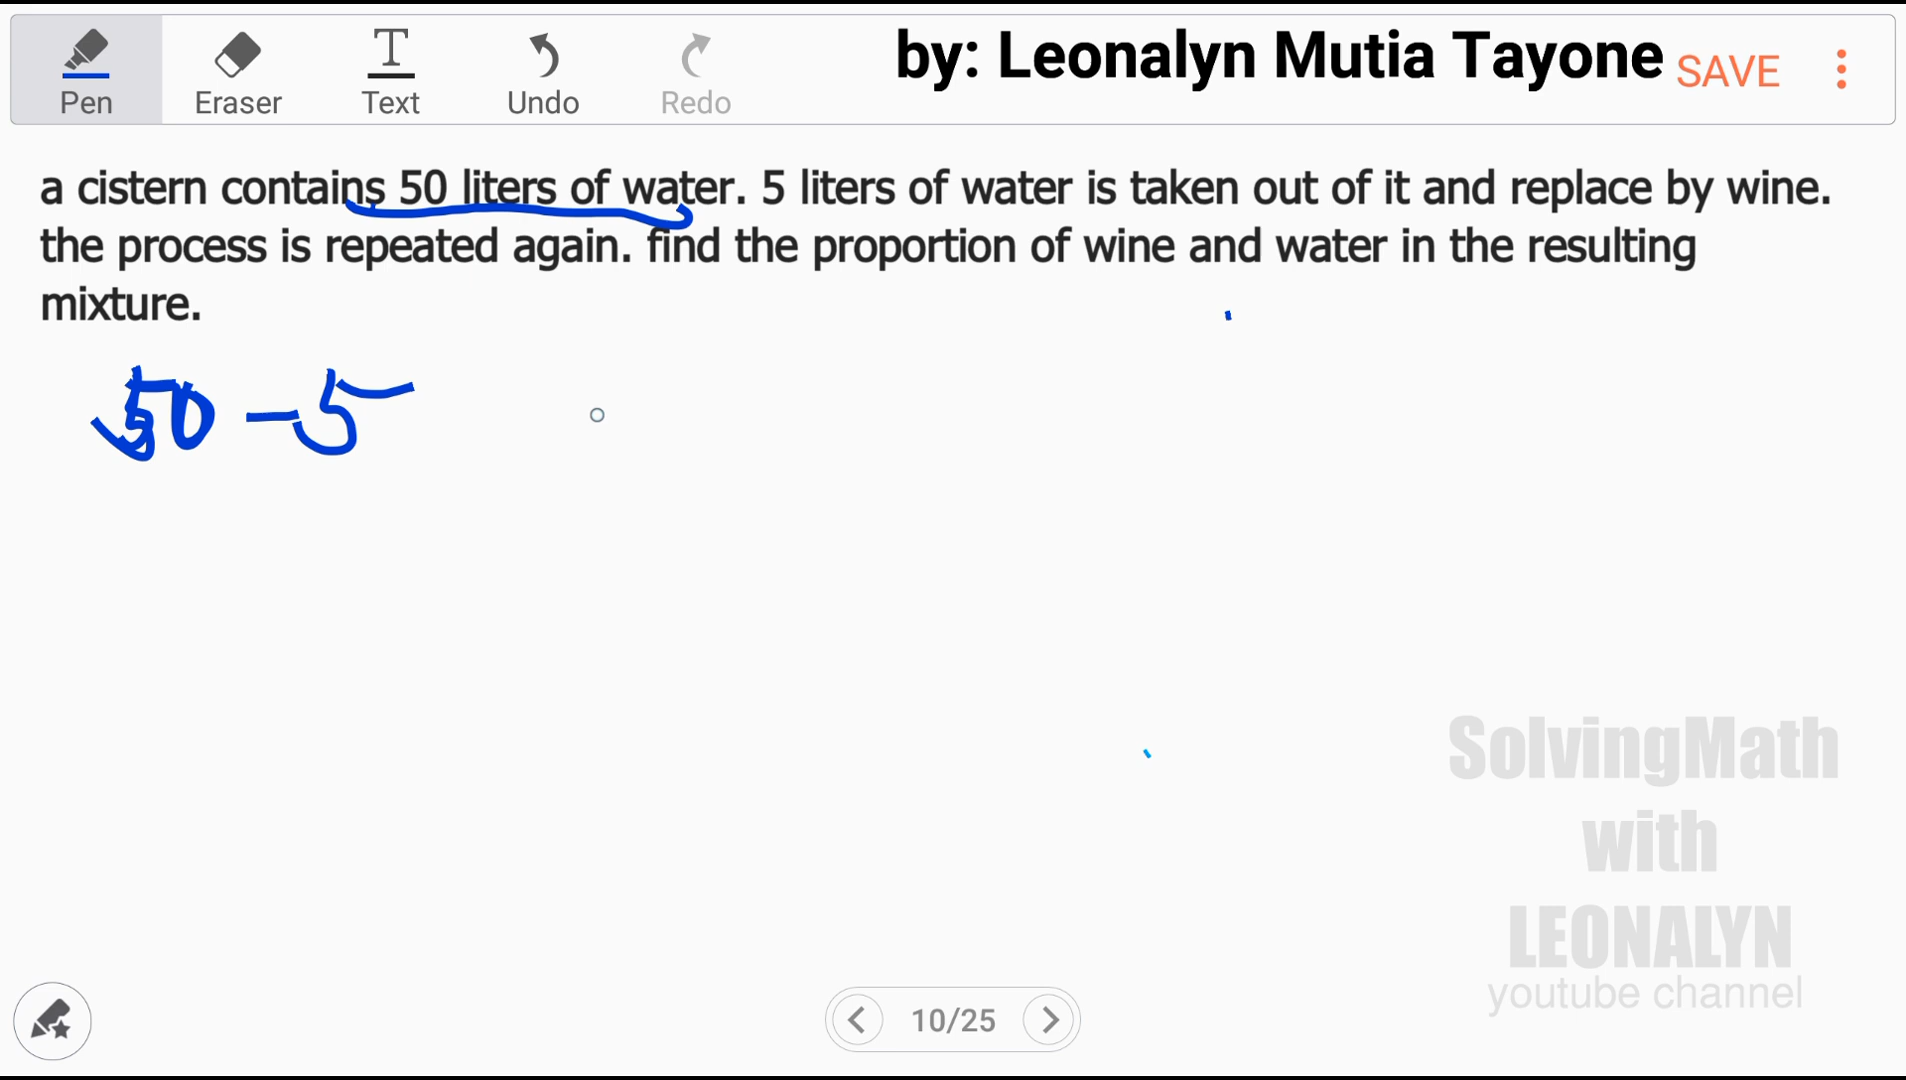 by: Leonalyn Mutia Tayone
SAVE
Pen
Eraser
Text
Undo
Redo
a cistern contains 50 liters of water. 5 liters of water is taken out of it and replace by wine.
the process is repeated again. find the proportion of wine and water in the resulting
mixture.
50 - 5
SolvingMath
with
LEONALYN
youtube channel
10/25